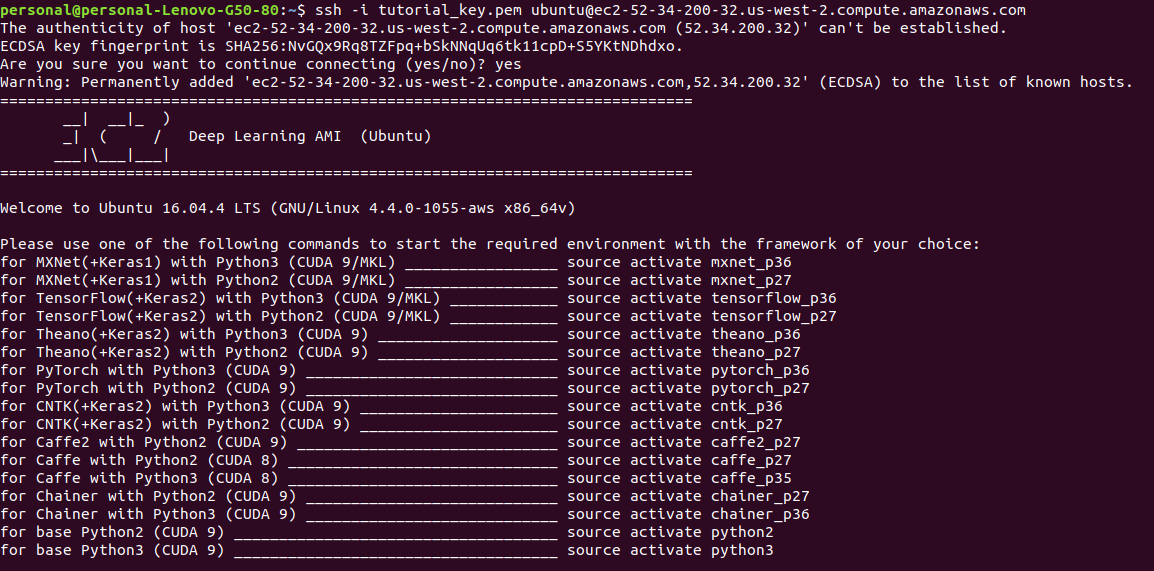 personal@personal-Lenovo-G50-80:~$ ssh -i tutorial_key.pem ubuntu@ec2-52-34-200-32.us-west-2.compute.amazonaws.com
The authenticity of host 'ec2-52-34-200-32.us-west-2.compute.amazonaws.com (52.34.200.32)' can't be established.
ECDSA key fingerprint is SHA256:NvGQx9Rq8TZFpq+bSkNNqUq6tk11cpD+S5YKtNDhdxo.
Are you sure you want to continue connecting (yes/no)? yes
Warning: Permanently added 'ec2-52-34-200-32.us-west-2.compute.amazonaws.com,52.34.200.32' (ECDSA) to the list of known hosts.
=============================================================================
       __|  __|_  )
       _|  (     /   Deep Learning AMI  (Ubuntu)
      ___|\___|___|
=============================================================================
Welcome to Ubuntu 16.04.4 LTS (GNU/Linux 4.4.0-1055-aws x86_64v)
Please use one of the following commands to start the required environment with the framework of your choice:
for MXNet(+Keras1) with Python3 (CUDA 9/MKL) _________________ source activate mxnet_p36
for MXNet(+Keras1) with Python2 (CUDA 9/MKL) _________________ source activate mxnet_p27
for TensorFlow(+Keras2) with Python3 (CUDA 9/MKL) ____________ source activate tensorflow_p36
for TensorFlow(+Keras2) with Python2 (CUDA 9/MKL) ____________ source activate tensorflow_p27
for Theano(+Keras2) with Python3 (CUDA 9) ____________________ source activate theano_p36
for Theano(+Keras2) with Python2 (CUDA 9) ____________________ source activate theano_p27
for PyTorch with Python3 (CUDA 9) ____________________________ source activate pytorch_p36
for PyTorch with Python2 (CUDA 9) ____________________________ source activate pytorch_p27
for CNTK(+Keras2) with Python3 (CUDA 9) ______________________ source activate cntk_p36
for CNTK(+Keras2) with Python2 (CUDA 9) ______________________ source activate cntk_p27
for Caffe2 with Python2 (CUDA 9) _____________________________ source activate caffe2_p27
for Caffe with Python2 (CUDA 8) ______________________________ source activate caffe_p27
for Caffe with Python3 (CUDA 8) ______________________________ source activate caffe_p35
for Chainer with Python2 (CUDA 9) ____________________________ source activate chainer_p27
for Chainer with Python3 (CUDA 9) ____________________________ source activate chainer_p36
for base Python2 (CUDA 9) ____________________________________ source activate python2
for base Python3 (CUDA 9) ____________________________________ source activate python3